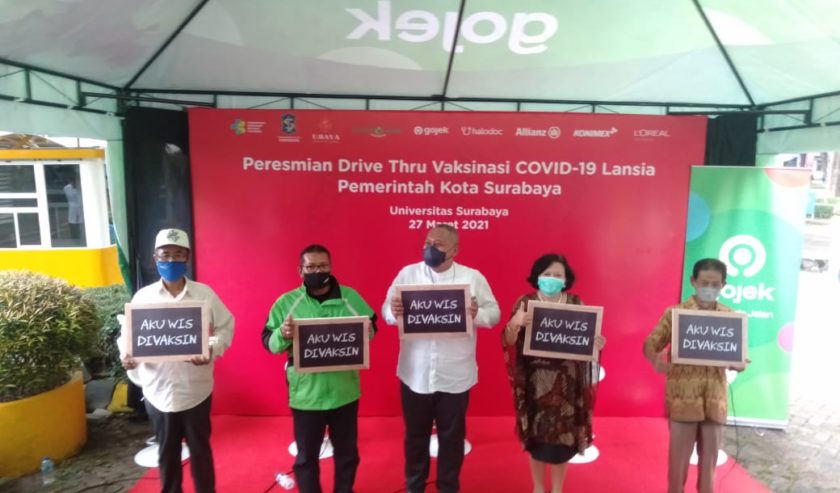 gojek
UBAYA
gojek
halodoc
Allianz
KONIMEX
L'ORÉAL
Peresmian Drive Thru Vaksinasi COVID-19 Lansia
Pemerintah Kota Surabaya
Universitas Surabaya
27 Maret 2021
gojek
AKU WIS
DIVAKSIN
AKU WIS
DIVAKSIN
AKU WIS
DIVAKSIN
AKU WIS
DIVAKSIN
AKU WIS
DIVAKSIN